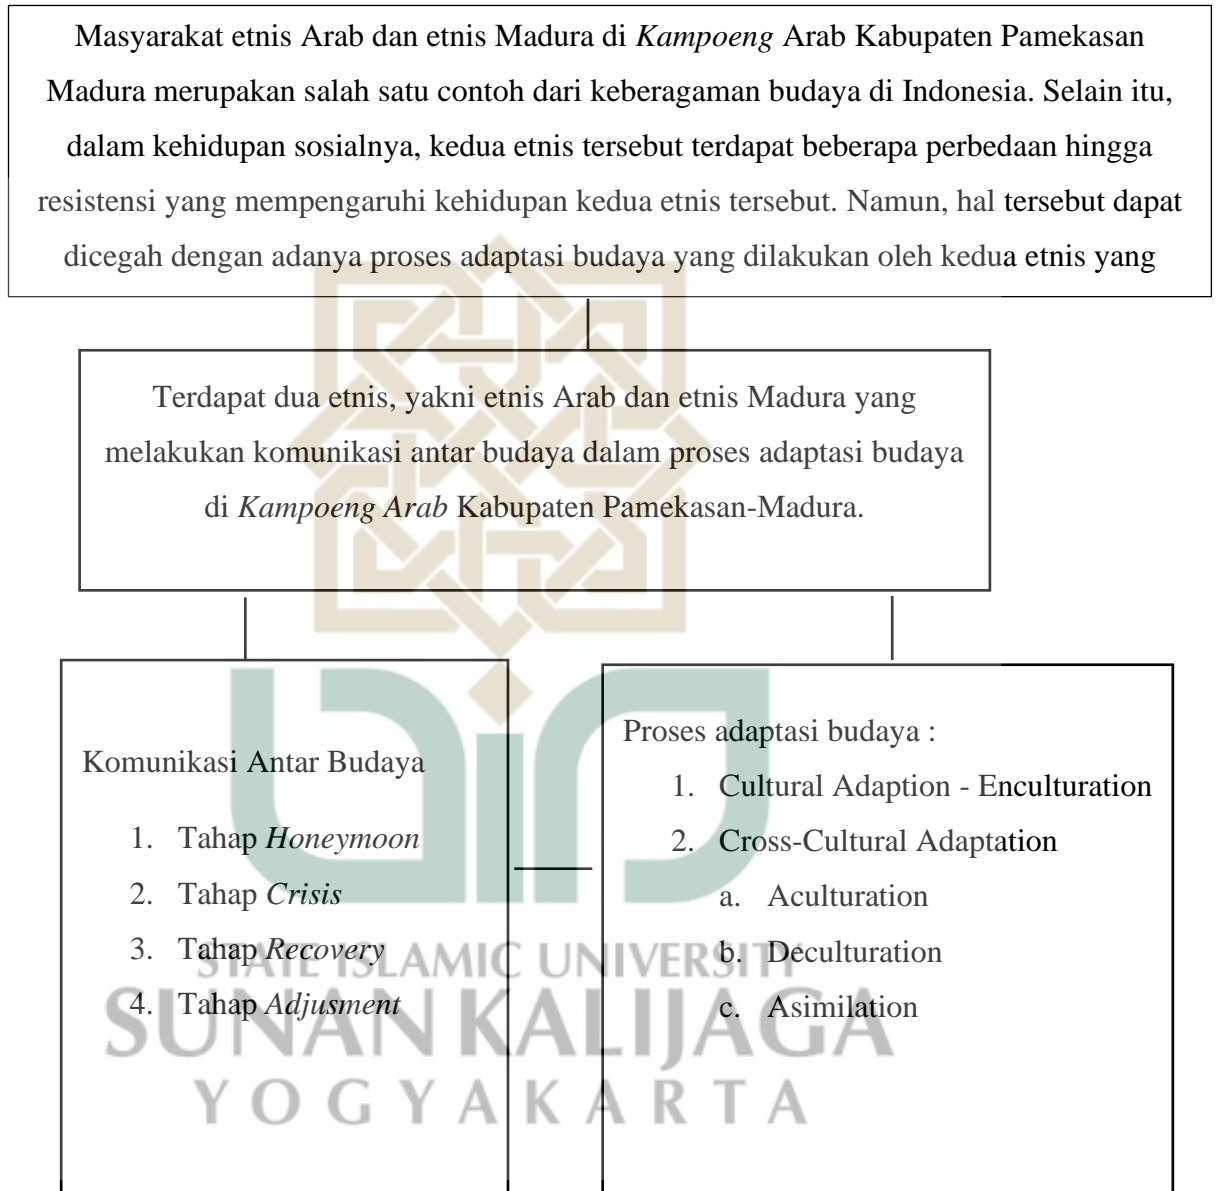 Masyarakat etnis Arab dan etnis Madura di Kampoeng Arab Kabupaten Pamekasan
Madura merupakan salah satu contoh dari keberagaman budaya di Indonesia. Selain itu,
dalam kehidupan sosialnya, kedua etnis tersebut terdapat beberapa perbedaan hingga
resistensi yang mempengaruhi kehidupan kedua etnis tersebut. Namun, hal tersebut dapat
dicegah dengan adanya proses adaptasi budaya yang dilakukan oleh kedua etnis yang
Terdapat dua etnis, yakni etnis Arab dan etnis Madura yang
melakukan komunikasi antar budaya dalam proses adaptasi budaya
di Kampoeng Arab Kabupaten Pamekasan-Madura.
Komunikasi Antar Budaya
1. Tahap Honeymoon
2. Tahap Crisis
3. Tahap Recovery
4. Tahap Adjusment
Proses adaptasi budaya :
1. Cultural Adaption - Enculturation
2. Cross-Cultural Adaptation
a. Aculturation
b. Deculturation
c. Asimilation
STATE ISLAMIC UNIVERSITY
SUNAN KALIJAGA
YOGYAKARTA